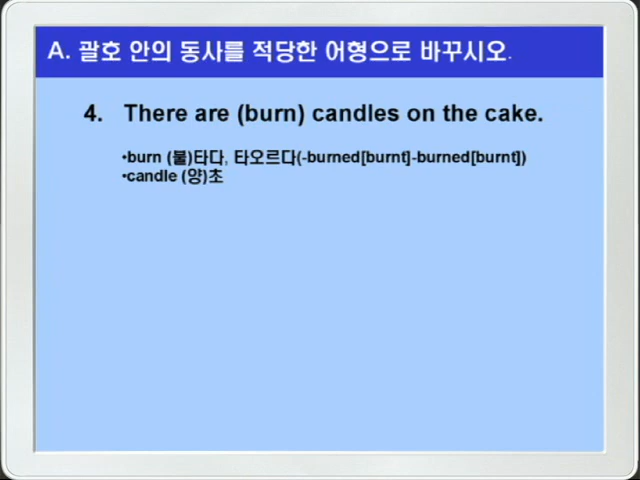 A. 괄호 안의 동사를 적당한 어형으로 바꾸시오.
4. There are (burn) candles on the cake.
•burn (불)타다, 타오르다(-burned[burnt]-burned[burnt])
•candle (양)초